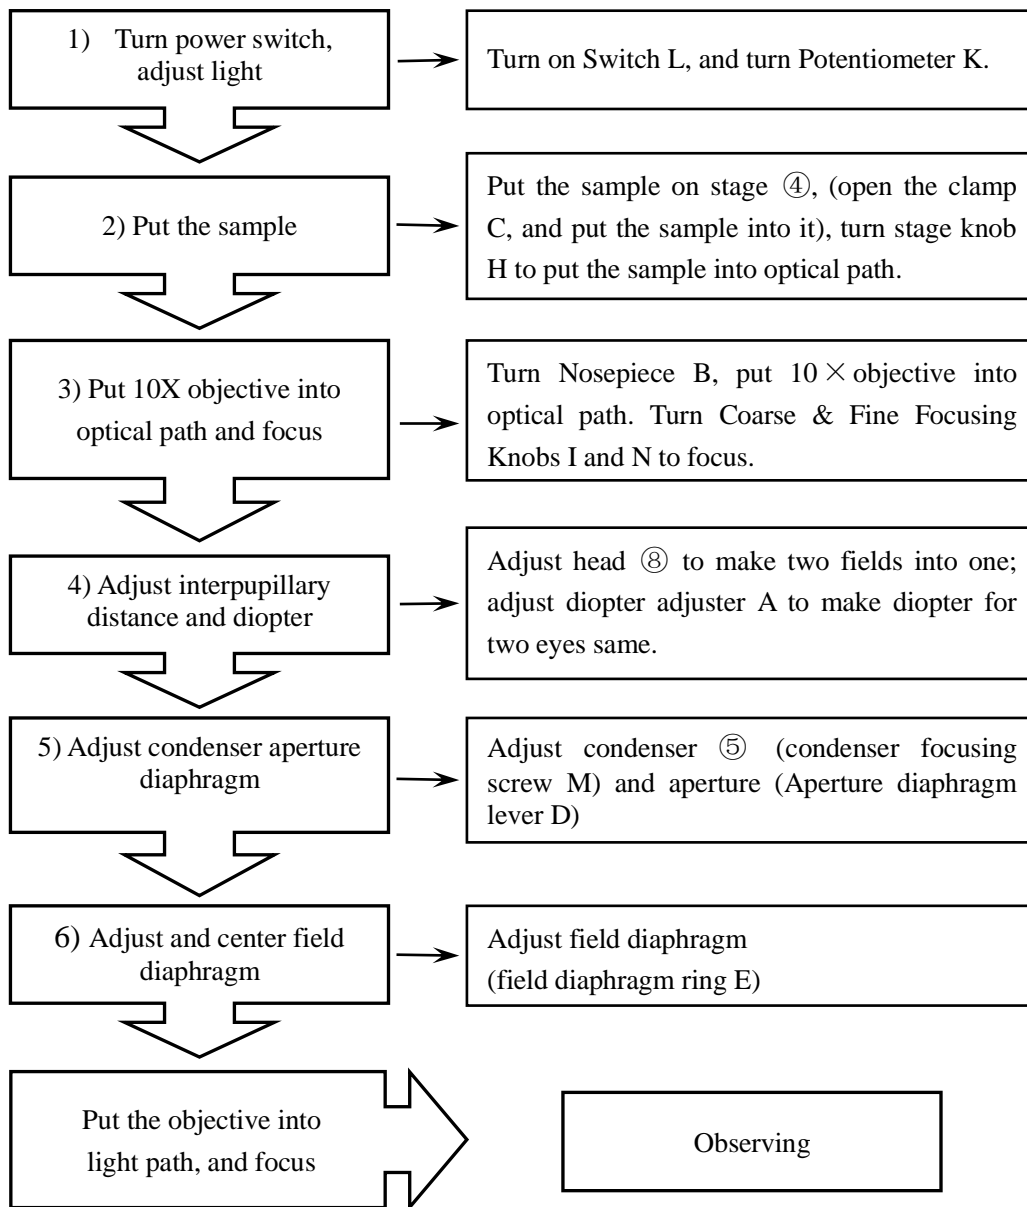 1) Turn power switch,
adjust light
Turn on Switch L, and turn Potentiometer K.
2) Put the sample
Put the sample on stage ④, (open the clamp
C, and put the sample into it), turn stage knob
H to put the sample into optical path.
3) Put 10X objective into
optical path and focus
Turn Nosepiece B, put 10×objective into
optical path. Turn Coarse & Fine Focusing
Knobs I and N to focus.
4) Adjust interpupillary
distance and diopter
Adjust head ⑧ to make two fields into one;
adjust diopter adjuster A to make diopter for
two eyes same.
5) Adjust condenser aperture
diaphragm
Adjust condenser ⑤ (condenser focusing
screw M) and aperture (Aperture diaphragm
lever D)
6) Adjust and center field
diaphragm
Adjust field diaphragm
(field diaphragm ring E)
Put the objective into
light path, and focus
Observing